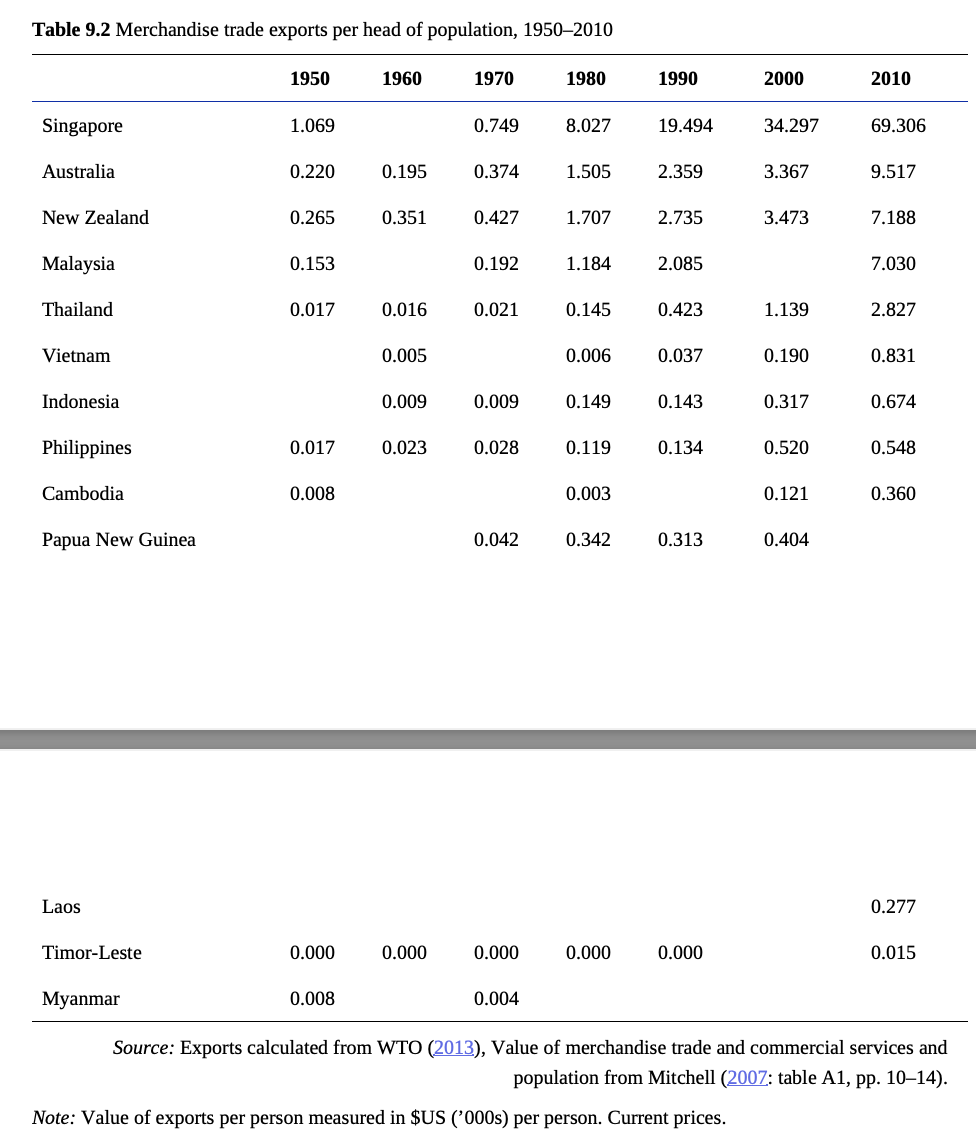 Table 9.2 Merchandise trade exports per head of population, 1950–2010
1950 1960 1970 1980 1990 2000 2010
Singapore 1.069 0.749 8.027 19.494 34.297 69.306
Australia 0.220 0.195 0.374 1.505 2.359 3.367 9.517
New Zealand 0.265 0.351 0.427 1.707 2.735 3.473 7.188
Malaysia 0.153 0.192 1.184 2.085 7.030
Thailand 0.017 0.016 0.021 0.145 0.423 1.139 2.827
Vietnam 0.005 0.006 0.037 0.190 0.831
Indonesia 0.009 0.009 0.149 0.143 0.317 0.674
Philippines 0.017 0.023 0.028 0.119 0.134 0.520 0.548
Cambodia 0.008 0.003 0.121 0.360
Papua New Guinea 0.042 0.342 0.313 0.404
Laos 0.277
Timor-Leste 0.000 0.000 0.000 0.000 0.000 0.015
Myanmar 0.008 0.004
Source: Exports calculated from WTO (2013), Value of merchandise trade and commercial services and
population from Mitchell (2007: table A1, pp. 10–14).
Note: Value of exports per person measured in $US (’000s) per person. Current prices.